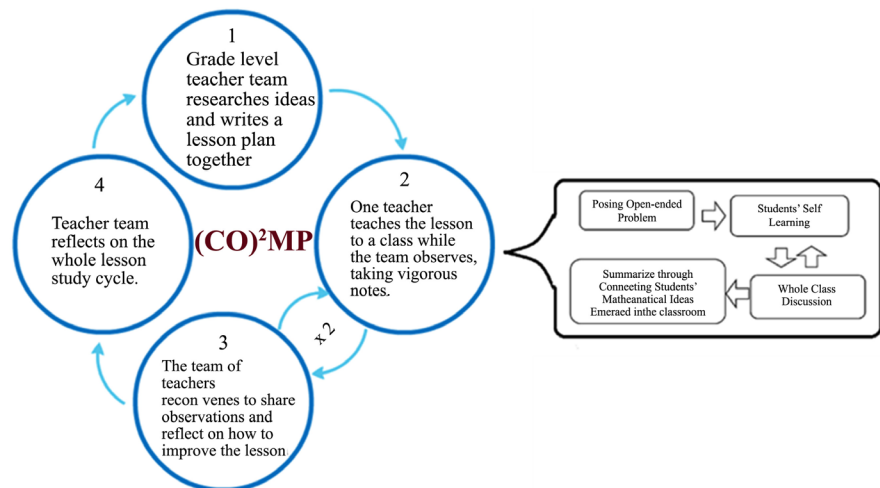 1
Grade level
teacher team
researches ideas
and writes a
lesson plan
together
2
One teacher
teaches the lesson
to a class while
the team observes,
taking vigorous
notes.
3
The team of
teachers
recon venes to share
observations and
reflect on how to
improve the lesson.
4
Teacher team
reflects on the
whole lesson
study cycle.
(CO)²MP
x 2
Posing Open-ended
Problem
Students' Self
Learning
Whole Class
Discussion
Summarize through
Conneeting Students'
Matheanatical Ideas
Emeraed inthe classroom